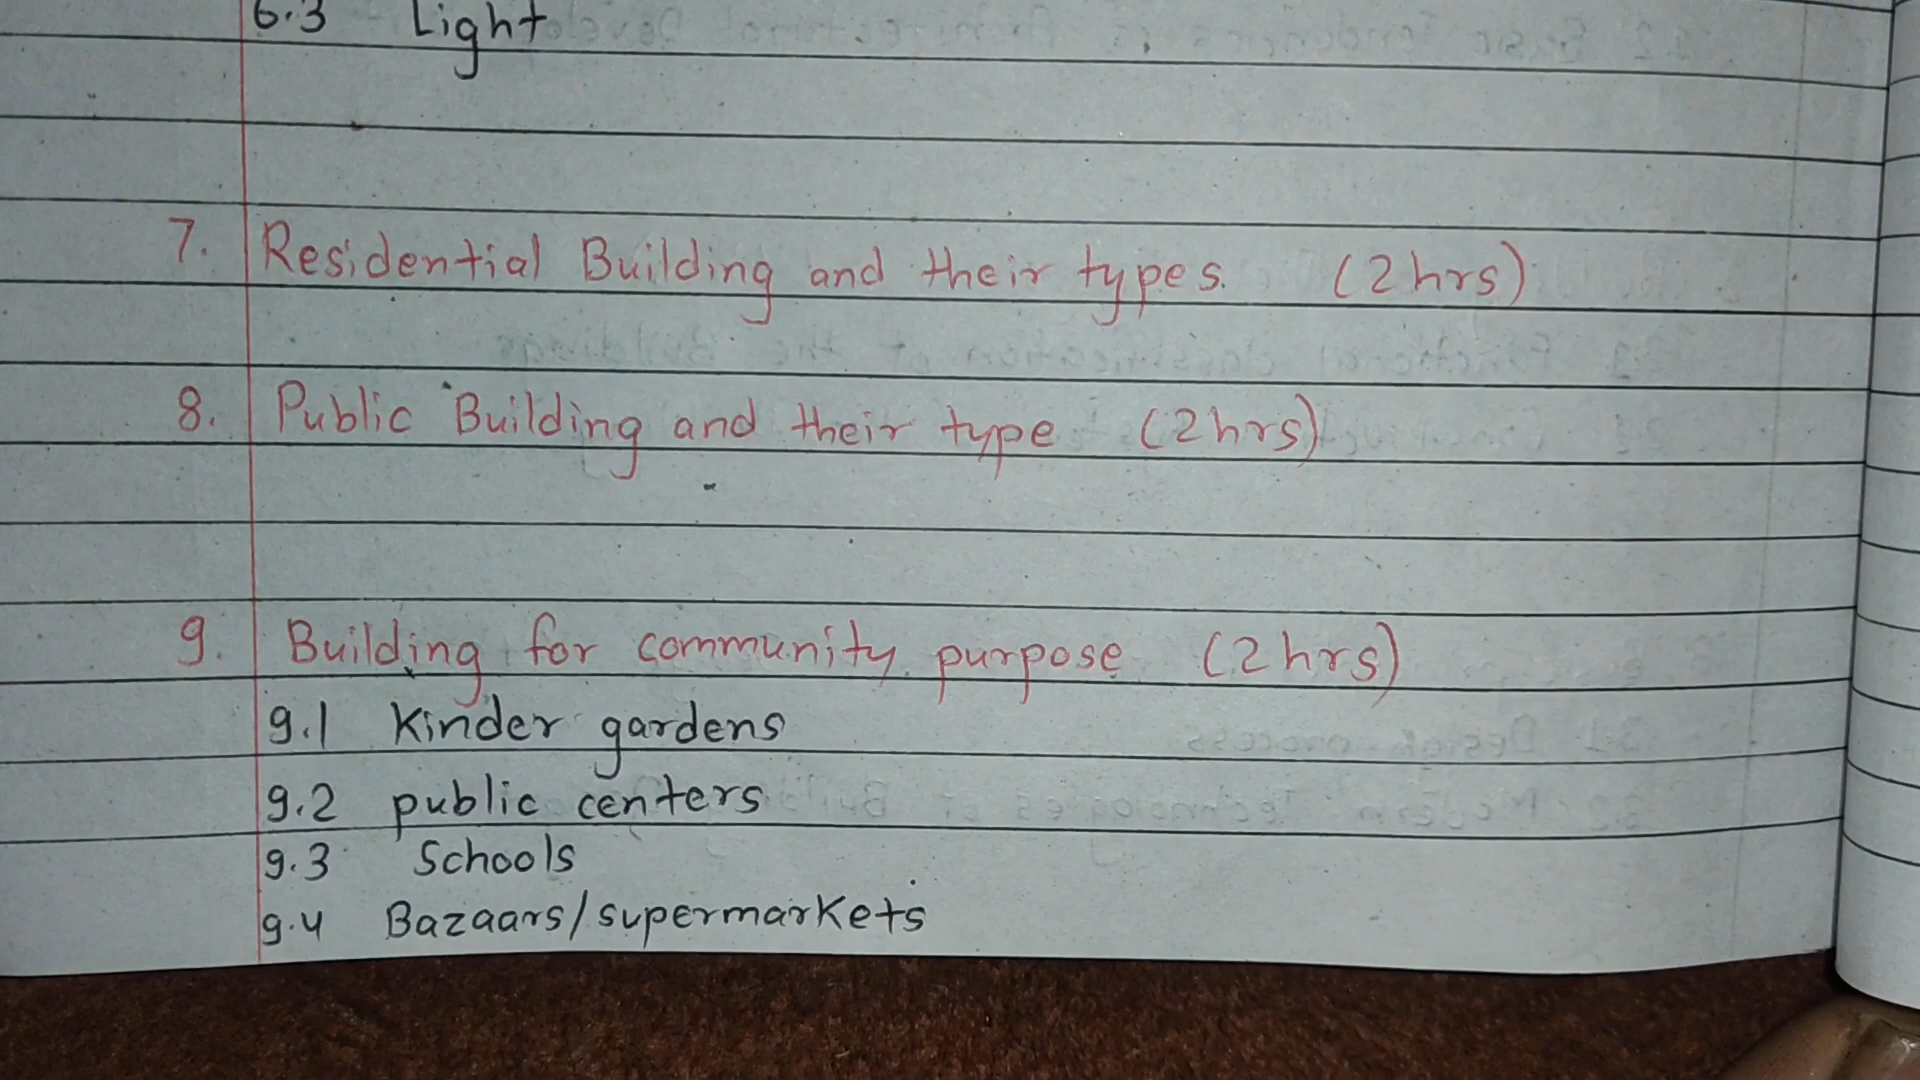 6.3 Light
7. Residential Building and their types. (2hrs)
8. Public Building and their type (2hrs)
9. Building for community purpose (2hrs)
9.1 Kinder gardens
9.2 public centers
9.3 Schools
9.4 Bazaars/supermarkets